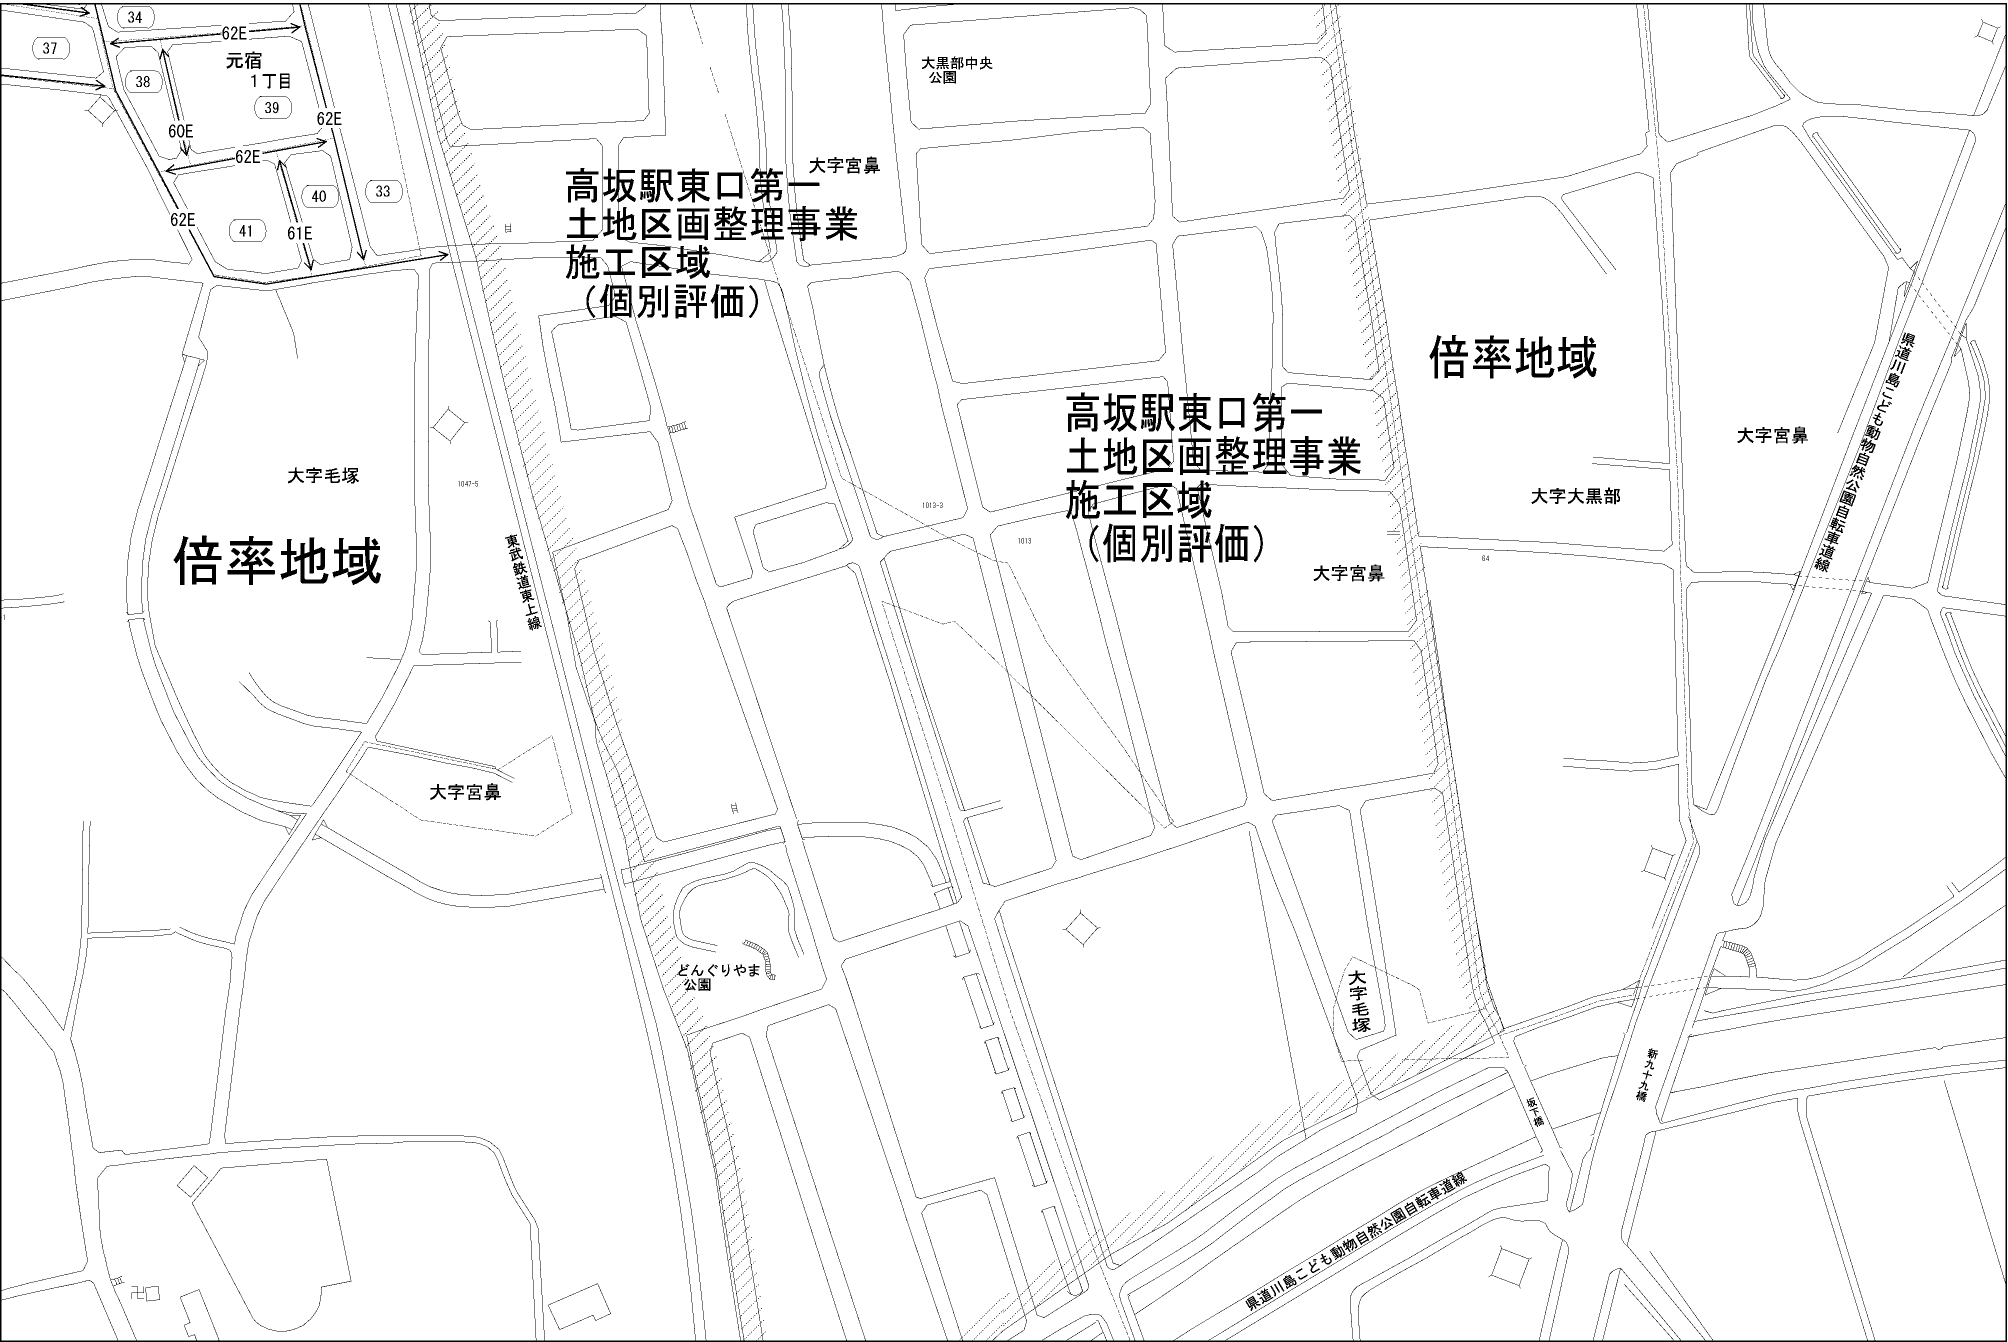 34
62E
37
元宿
38
1丁目
39
大黒部中央
公園
62E
60E
62E
大字宮鼻
高坂駅東口第一
土地区画整理事業
施工区域
（個別評価）
33
40
62E
41
61E
倍率地域
県道川島こども動物自然公園自転車道線
高坂駅東口第一
土地区画整理事業
施工区域
（個別評価）
大字宮鼻
大字毛塚
1047-5
大字大黒部
1013-3
東武鉄道東上線
1013
倍率地域
64
大字宮鼻
大字宮鼻
どんぐりやま
公園
大字毛塚
新九十九橋
坂下橋
県道川島こども動物自然公園自転車道線